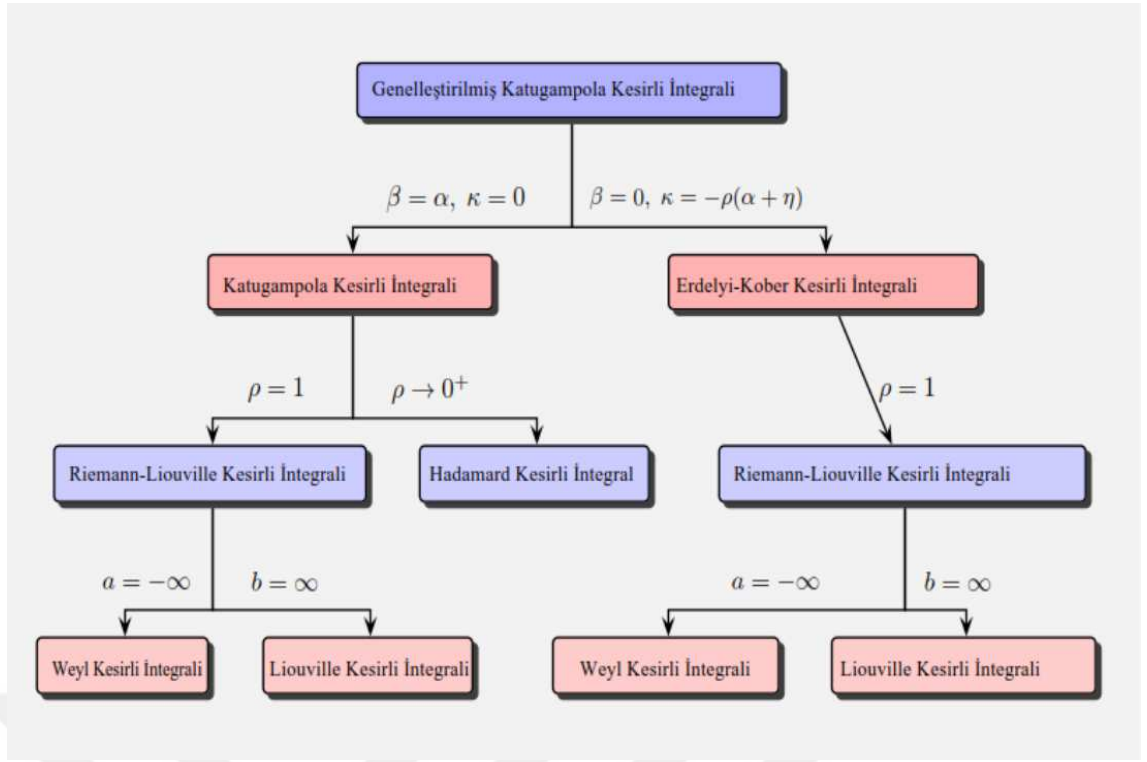 Genelleştirilmiş Katugampola Kesirli İntegrali
β = α, κ = 0
β = 0, κ = −ρ(α + η)
Katugampola Kesirli İntegrali
Erdelyi-Kober Kesirli İntegrali
ρ = 1
ρ → 0⁺
ρ = 1
Riemann-Liouville Kesirli İntegrali
Hadamard Kesirli İntegral
Riemann-Liouville Kesirli İntegrali
a = −∞
b = ∞
a = −∞
b = ∞
Weyl Kesirli İntegrali
Liouville Kesirli İntegrali
Weyl Kesirli İntegrali
Liouville Kesirli İntegrali